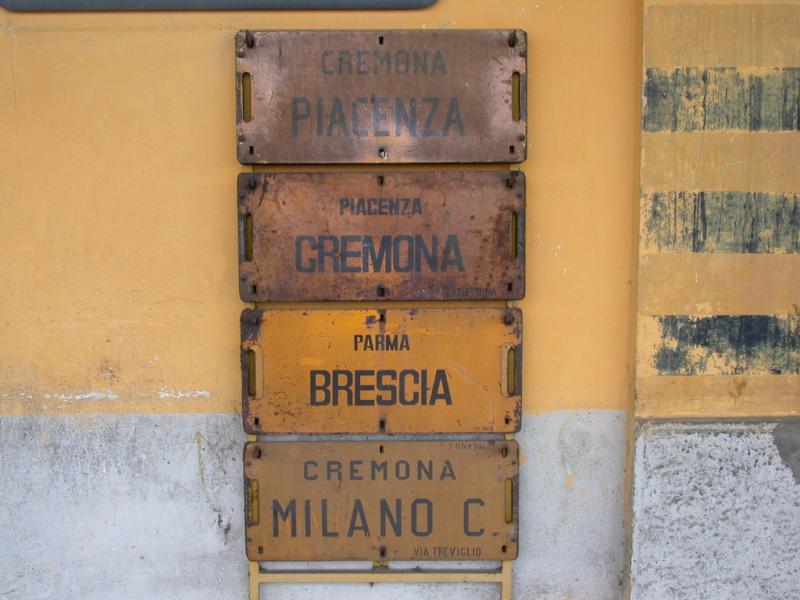 CREMONA
PIACENZA
PIACENZA
CREMONA
PARMA
BRESCIA
CREMONA
MILANO C.
VIA TREVIGLIO